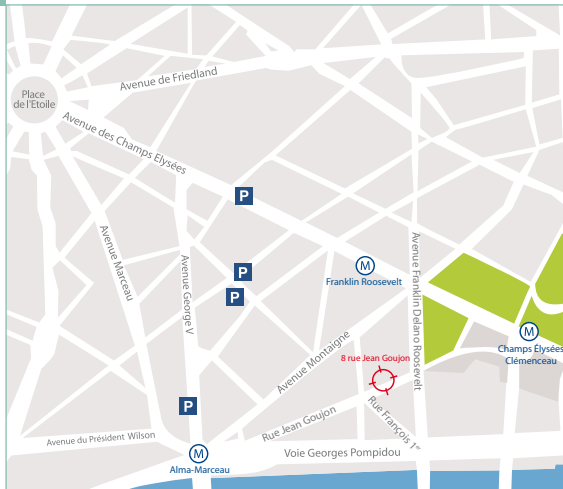 Avenue de Friedland
Place
de l'Etoile
Avenue des Champs Elysées
P
Avenue Marceau
Avenue George V
Avenue Franklin Delano Roosevelt
M
Franklin Roosevelt
P
P
M
Champs Élysées
Clémenceau
Avenue Montaigne
8 rue Jean Goujon
P
Rue Jean Goujon
Rue François 1er
Avenue du Président Wilson
M
Alma-Marceau
Voie Georges Pompidou